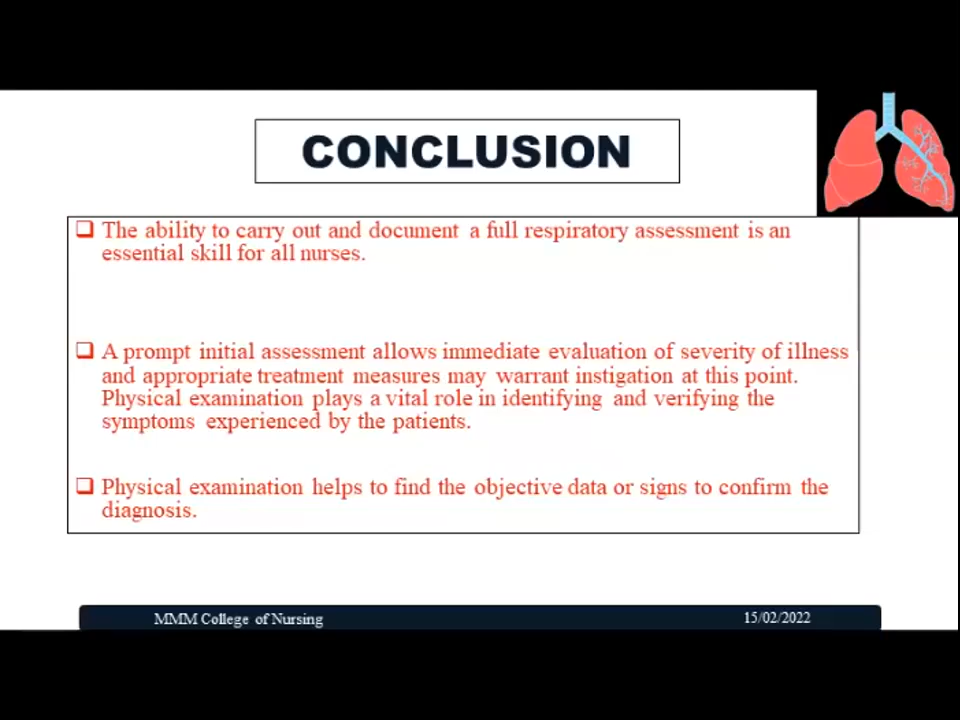 CONCLUSION
❑ The ability to carry out and document a full respiratory assessment is an
essential skill for all nurses.
❑ A prompt initial assessment allows immediate evaluation of severity of illness
and appropriate treatment measures may warrant instigation at this point.
Physical examination plays a vital role in identifying and verifying the
symptoms experienced by the patients.
❑ Physical examination helps to find the objective data or signs to confirm the
diagnosis.
MMM College of Nursing
15/02/2022